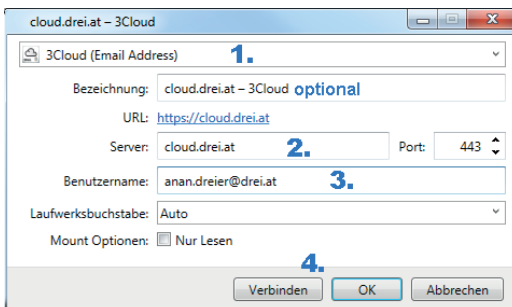 cloud.drei.at – 3Cloud
3Cloud (Email Address) 1.
Bezeichnung: cloud.drei.at – 3Cloud optional
URL: https://cloud.drei.at
Server: cloud.drei.at 2. Port: 443
Benutzername: anan.dreier@drei.at 3.
Laufwerksbuchstabe: Auto
Mount Optionen: Nur Lesen
4.
Verbinden OK Abbrechen